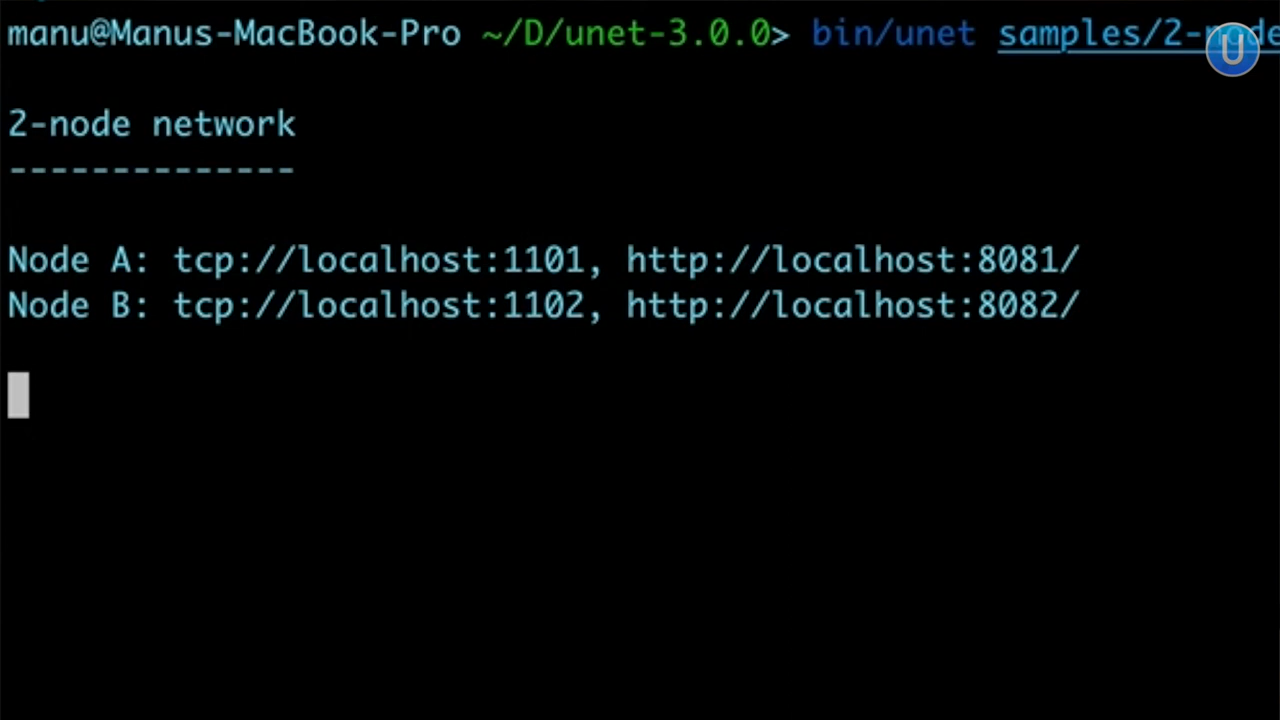 manu@Manus-MacBook-Pro ~/D/unet-3.0.0> bin/unet samples/2-node
2-node network
--------------
Node A: tcp://localhost:1101, http://localhost:8081/
Node B: tcp://localhost:1102, http://localhost:8082/
U